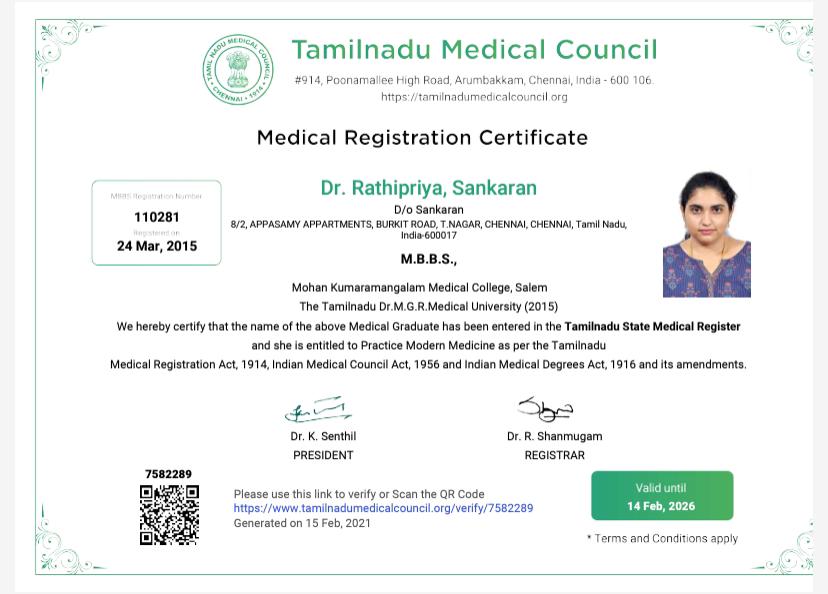 Tamilnadu Medical Council
TAMIL NADU MEDICAL COUNCIL
• CHENNAI • 1914 •
#914, Poonamallee High Road, Arumbakkam, Chennai, India - 600 106.
https://tamilnadumedicalcouncil.org
Medical Registration Certificate
MBBS Registration Number
110281
Registered on
24 Mar, 2015
Dr. Rathipriya, Sankaran
D/o Sankaran
8/2, APPASAMY APPARTMENTS, BURKIT ROAD, T.NAGAR, CHENNAI, CHENNAI, Tamil Nadu,
India-600017
M.B.B.S.,
Mohan Kumaramangalam Medical College, Salem
The Tamilnadu Dr.M.G.R.Medical University (2015)
We hereby certify that the name of the above Medical Graduate has been entered in the Tamilnadu State Medical Register
and she is entitled to Practice Modern Medicine as per the Tamilnadu
Medical Registration Act, 1914, Indian Medical Council Act, 1956 and Indian Medical Degrees Act, 1916 and its amendments.
Dr. K. Senthil
PRESIDENT
Dr. R. Shanmugam
REGISTRAR
7582289
Please use this link to verify or Scan the QR Code
https://www.tamilnadumedicalcouncil.org/verify/7582289
Generated on 15 Feb, 2021
Valid until
14 Feb, 2026
* Terms and Conditions apply